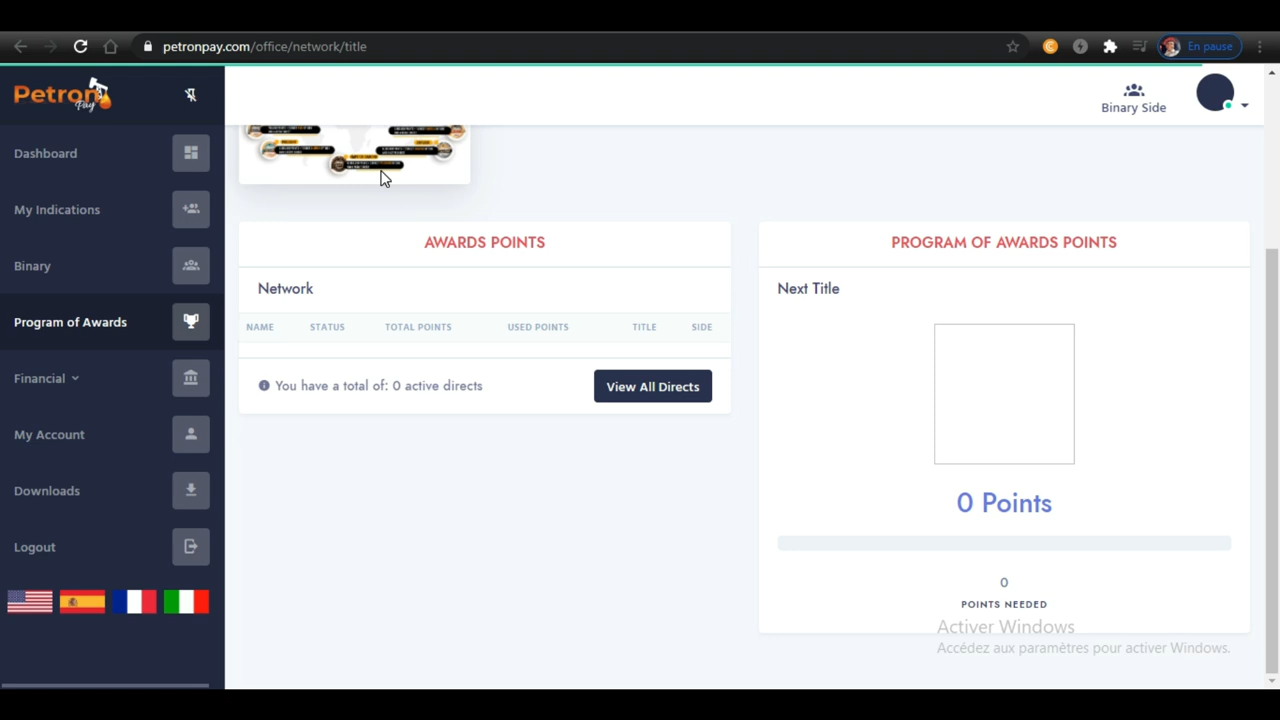 petronpay.com/office/network/title
En pause
Petron
Pay
Binary Side
Dashboard
My Indications
Binary
Program of Awards
Financial
My Account
Downloads
Logout
AWARDS POINTS
Network
NAME STATUS TOTAL POINTS USED POINTS TITLE SIDE
You have a total of: 0 active directs
View All Directs
PROGRAM OF AWARDS POINTS
Next Title
0 Points
0
POINTS NEEDED
Activer Windows
Accédez aux paramètres pour activer Windows.